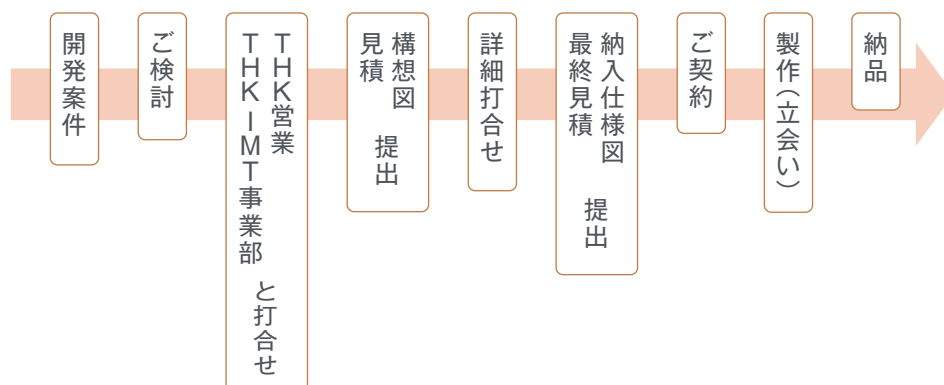 開発案件
ご検討
THK営業
THK IMT事業部
と打合せ
構想図
見積
提出
詳細打合せ
納入仕様図
最終見積
提出
ご契約
製作(立会い)
納品